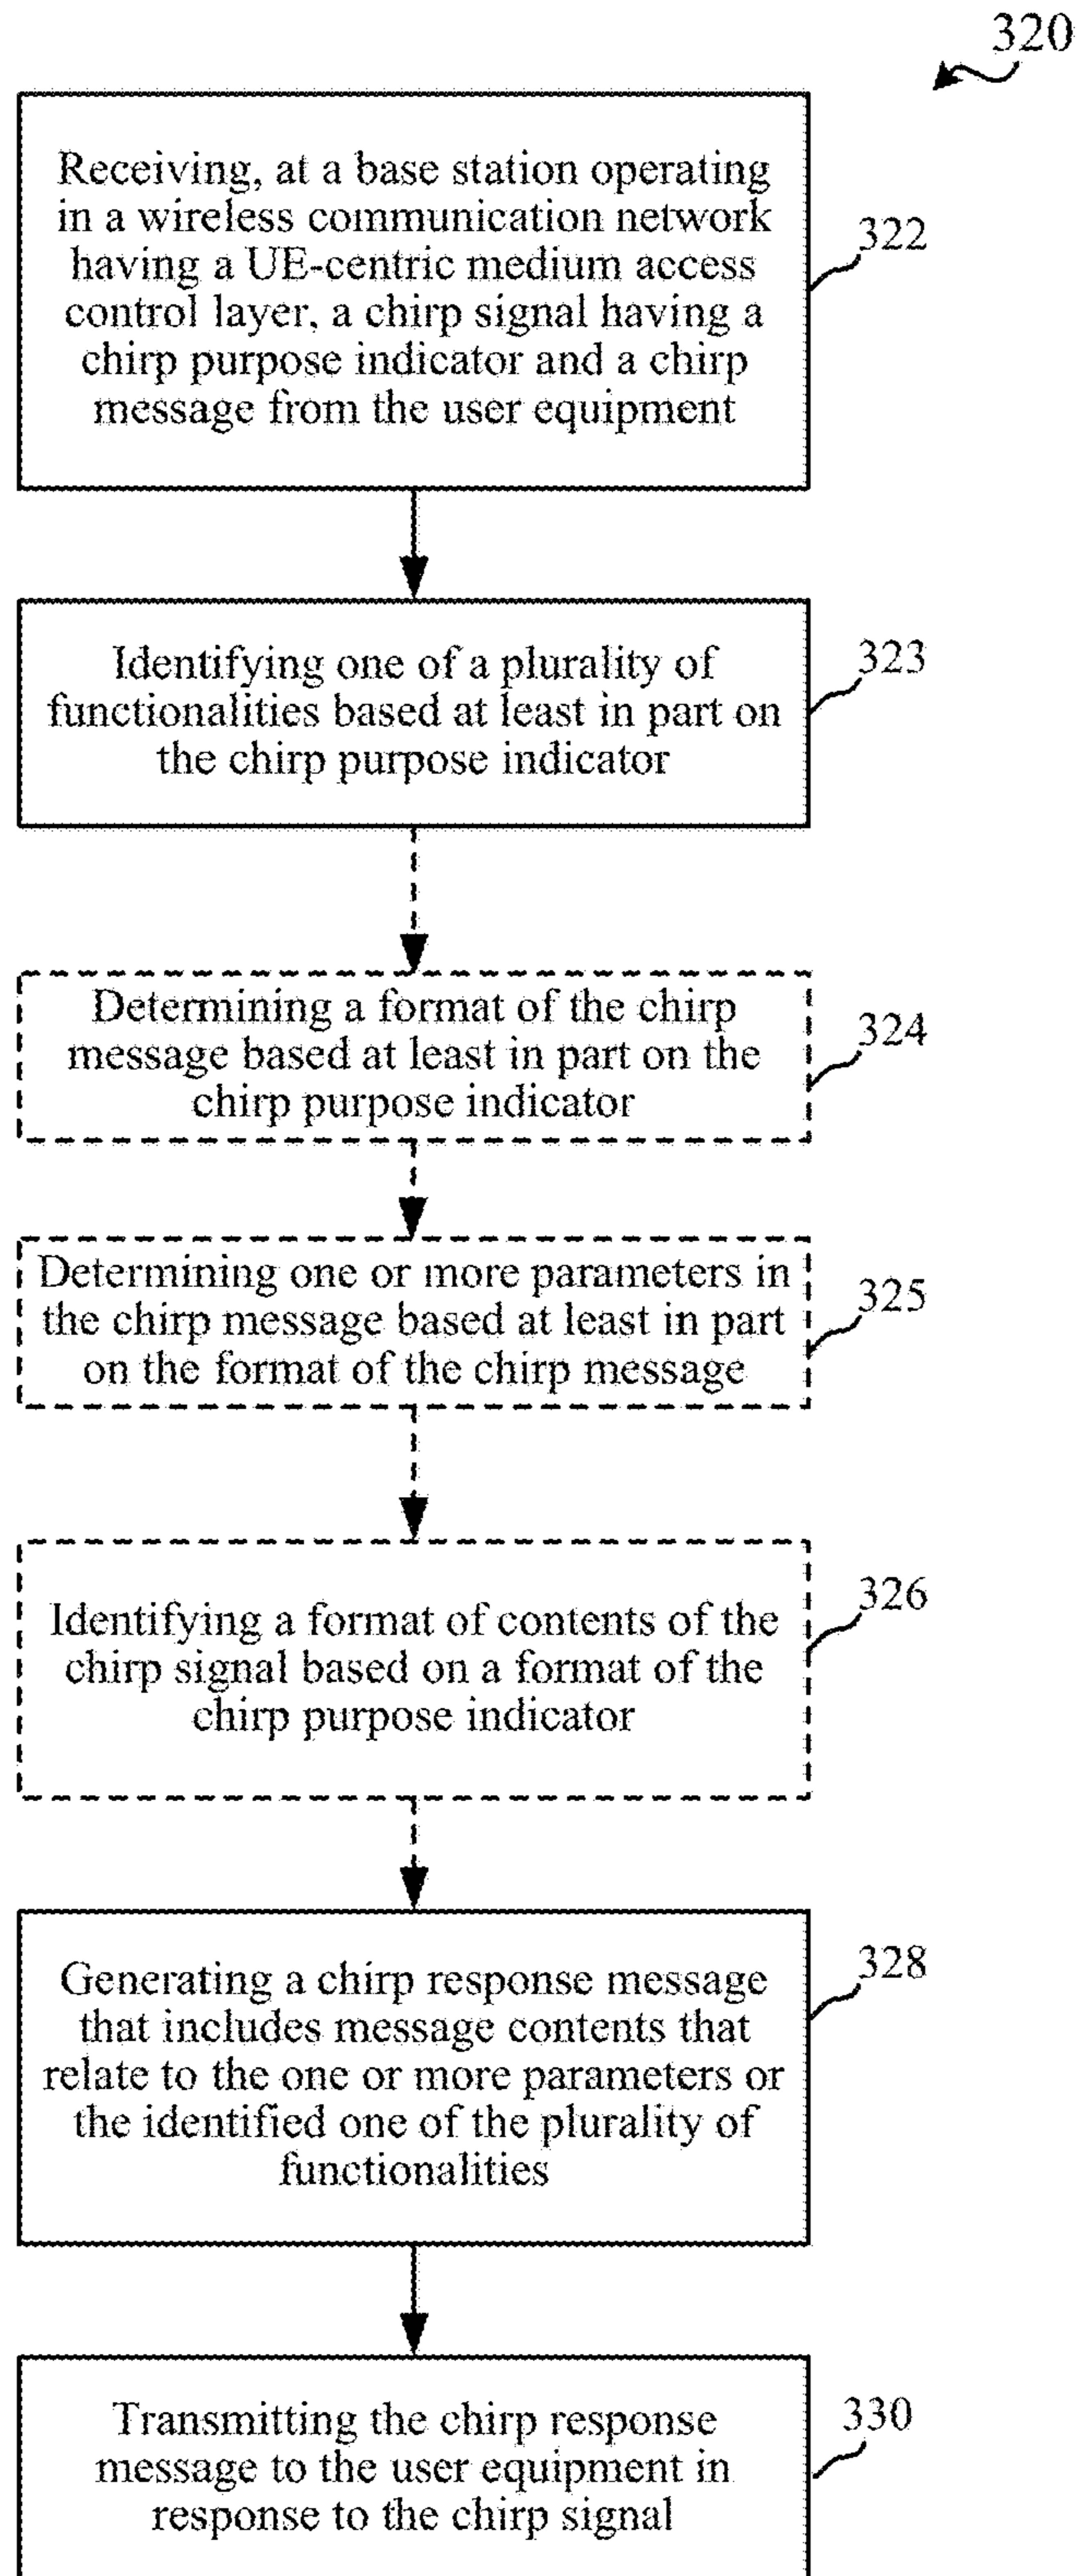 320
Receiving, at a base station operating
in a wireless communication network
having a UE-centric medium access
control layer, a chirp signal having a
chirp purpose indicator and a chirp
message from the user equipment
322
Identifying one of a plurality of
functionalities based at least in part on
the chirp purpose indicator
323
Determining a format of the chirp
message based at least in part on the
chirp purpose indicator
324
Determining one or more parameters in
the chirp message based at least in part
on the format of the chirp message
325
Identifying a format of contents of the
chirp signal based on a format of the
chirp purpose indicator
326
Generating a chirp response message
that includes message contents that
relate to the one or more parameters or
the identified one of the plurality of
functionalities
328
Transmitting the chirp response
message to the user equipment in
response to the chirp signal
330